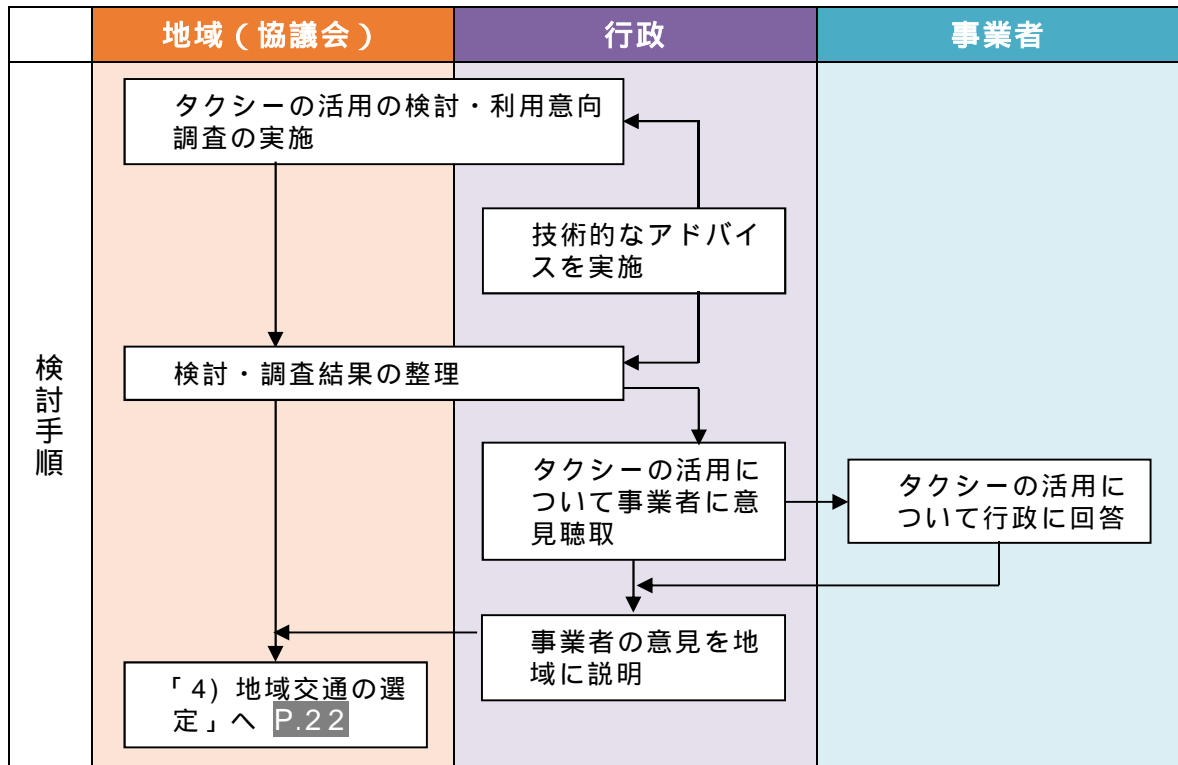 地域（協議会）
行政
事業者
検討手順
タクシーの活用の検討・利用意向
調査の実施
技術的なアドバイ
スを実施
検討・調査結果の整理
タクシーの活用に
ついて事業者に意
見聴取
タクシーの活用に
ついて行政に回答
事業者の意見を地
域に説明
「4) 地域交通の選
定」へ P.22